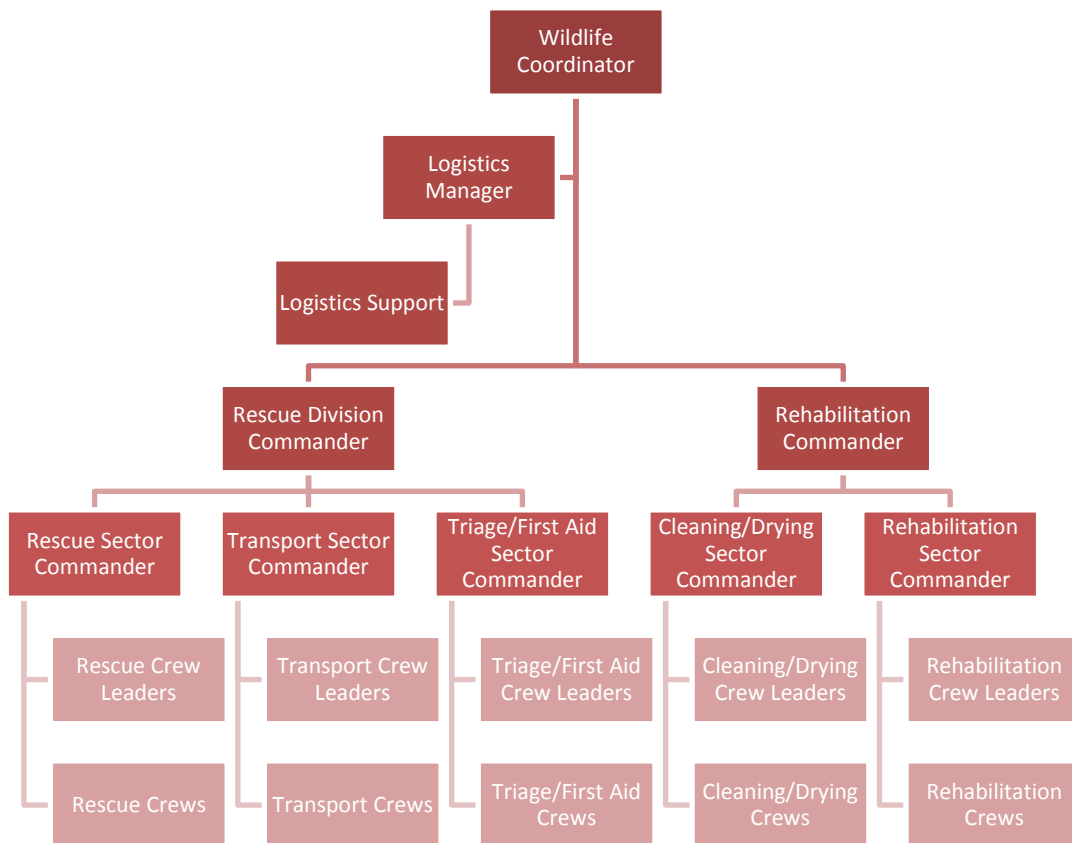 Wildlife
Coordinator
Logistics
Manager
Logistics Support
Rescue Division
Commander
Rehabilitation
Commander
Rescue Sector
Commander
Transport Sector
Commander
Triage/First Aid
Sector
Commander
Cleaning/Drying
Sector
Commander
Rehabilitation
Sector
Commander
Rescue Crew
Leaders
Transport Crew
Leaders
Triage/First Aid
Crew Leaders
Cleaning/Drying
Crew Leaders
Rehabilitation
Crew Leaders
Rescue Crews
Transport Crews
Triage/First Aid
Crews
Cleaning/Drying
Crews
Rehabilitation
Crews